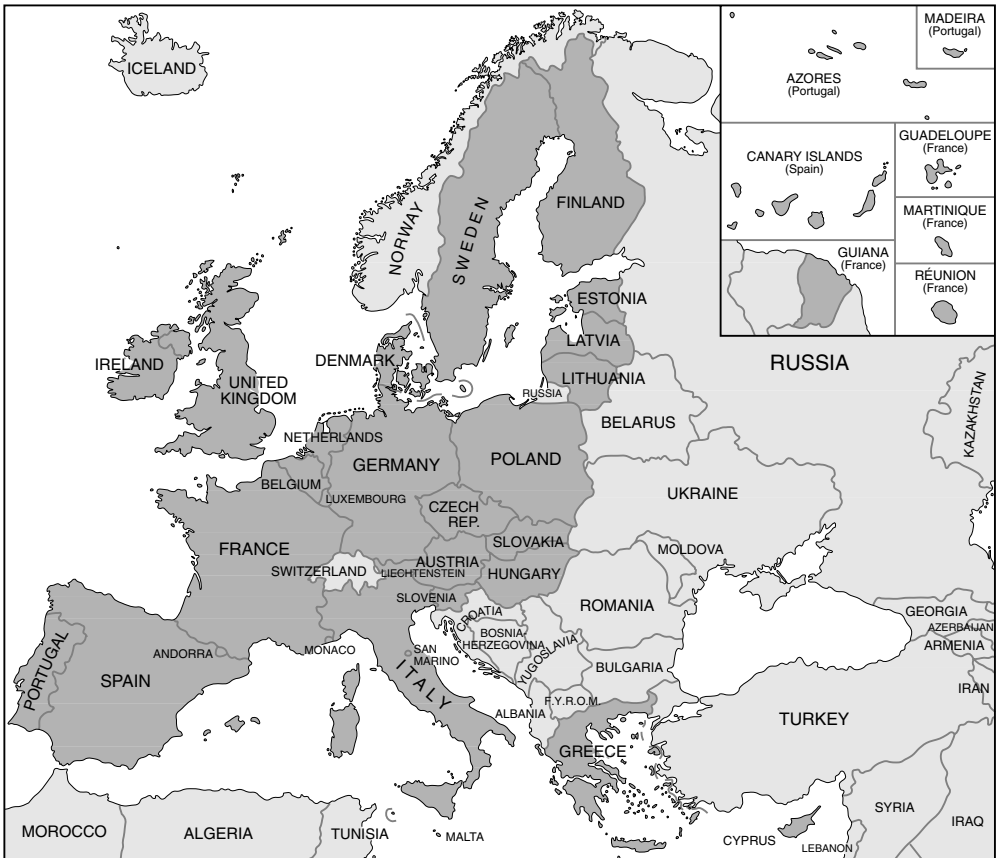 ICELAND
MADEIRA
(Portugal)
AZORES
(Portugal)
CANARY ISLANDS
(Spain)
GUADELOUPE
(France)
MARTINIQUE
(France)
GUIANA
(France)
RÉUNION
(France)
NORWAY
SWEDEN
FINLAND
ESTONIA
LATVIA
LITHUANIA
RUSSIA
DENMARK
IRELAND
UNITED
KINGDOM
RUSSIA
KAZAKHSTAN
BELARUS
NETHERLANDS
GERMANY
POLAND
BELGIUM
LUXEMBOURG
UKRAINE
CZECH
REP.
SLOVAKIA
FRANCE
AUSTRIA
SWITZERLAND
LIECHTENSTEIN
HUNGARY
MOLDOVA
SLOVENIA
CROATIA
ROMANIA
GEORGIA
AZERBAIJAN
ARMENIA
BOSNIA-
HERZEGOVINA
YUGOSLAVIA
PORTUGAL
SPAIN
ANDORRA
MONACO
SAN
MARINO
ITALY
BULGARIA
IRAN
F.Y.R.O.M.
ALBANIA
TURKEY
GREECE
MOROCCO
ALGERIA
TUNISIA
MALTA
CYPRUS
LEBANON
SYRIA
IRAQ